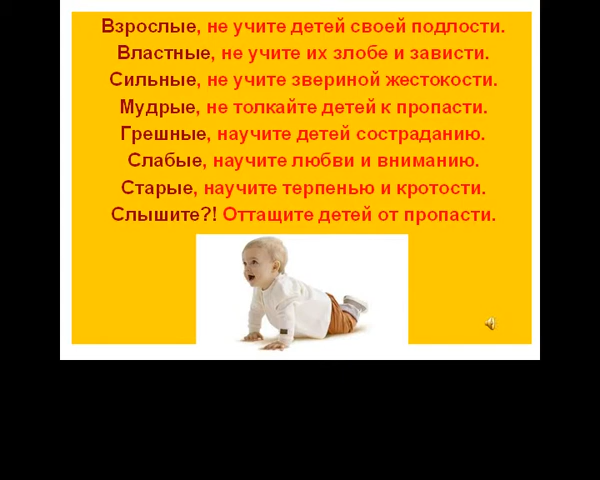 Взрослые, не учите детей своей подлости.
Властные, не учите их злобе и зависти.
Сильные, не учите звериной жестокости.
Мудрые, не толкайте детей к пропасти.
Грешные, научите детей состраданию.
Слабые, научите любви и вниманию.
Старые, научите терпенью и кротости.
Слышите?! Оттащите детей от пропасти.